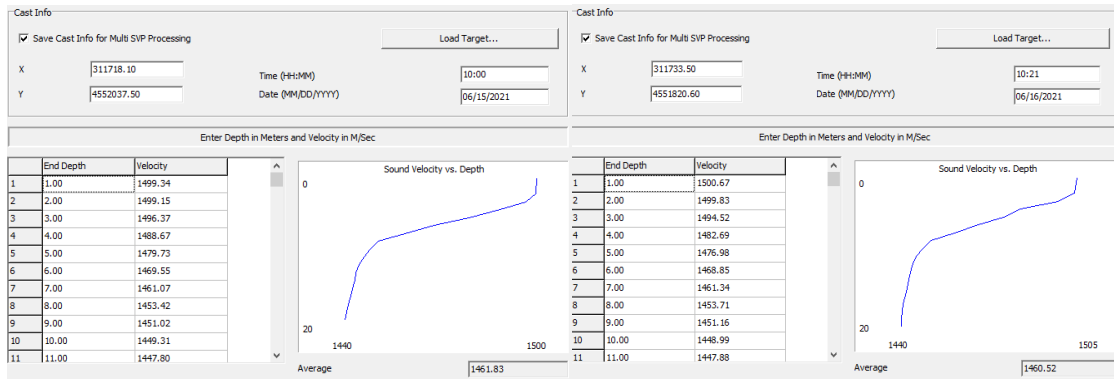 Cast Info
Save Cast Info for Multi SVP Processing
Load Target...
X
311718.10
Time (HH:MM)
10:00
Y
4552037.50
Date (MM/DD/YYYY)
06/15/2021
Enter Depth in Meters and Velocity in M/Sec
End Depth Velocity
1 1.00 1499.34
2 2.00 1499.15
3 3.00 1496.37
4 4.00 1488.67
5 5.00 1479.73
6 6.00 1469.55
7 7.00 1461.07
8 8.00 1453.42
9 9.00 1451.02
10 10.00 1449.31
11 11.00 1447.80
Sound Velocity vs. Depth
0
20
1440 1500
Average 1461.83
Cast Info
Save Cast Info for Multi SVP Processing
Load Target...
X
311733.50
Time (HH:MM)
10:21
Y
4551820.60
Date (MM/DD/YYYY)
06/16/2021
Enter Depth in Meters and Velocity in M/Sec
End Depth Velocity
1 1.00 1500.67
2 2.00 1499.83
3 3.00 1494.52
4 4.00 1482.69
5 5.00 1476.98
6 6.00 1468.85
7 7.00 1461.34
8 8.00 1453.71
9 9.00 1451.16
10 10.00 1448.99
11 11.00 1447.88
Sound Velocity vs. Depth
0
20
1440 1505
Average 1460.52